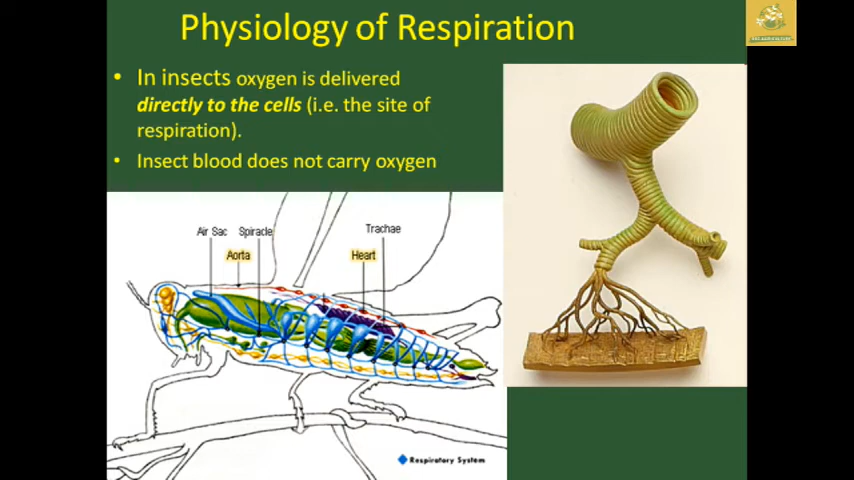 Physiology of Respiration
• In insects oxygen is delivered
directly to the cells (i.e. the site of
respiration).
• Insect blood does not carry oxygen
Air Sac Spiracle Trachae
Aorta Heart
Respiratory System